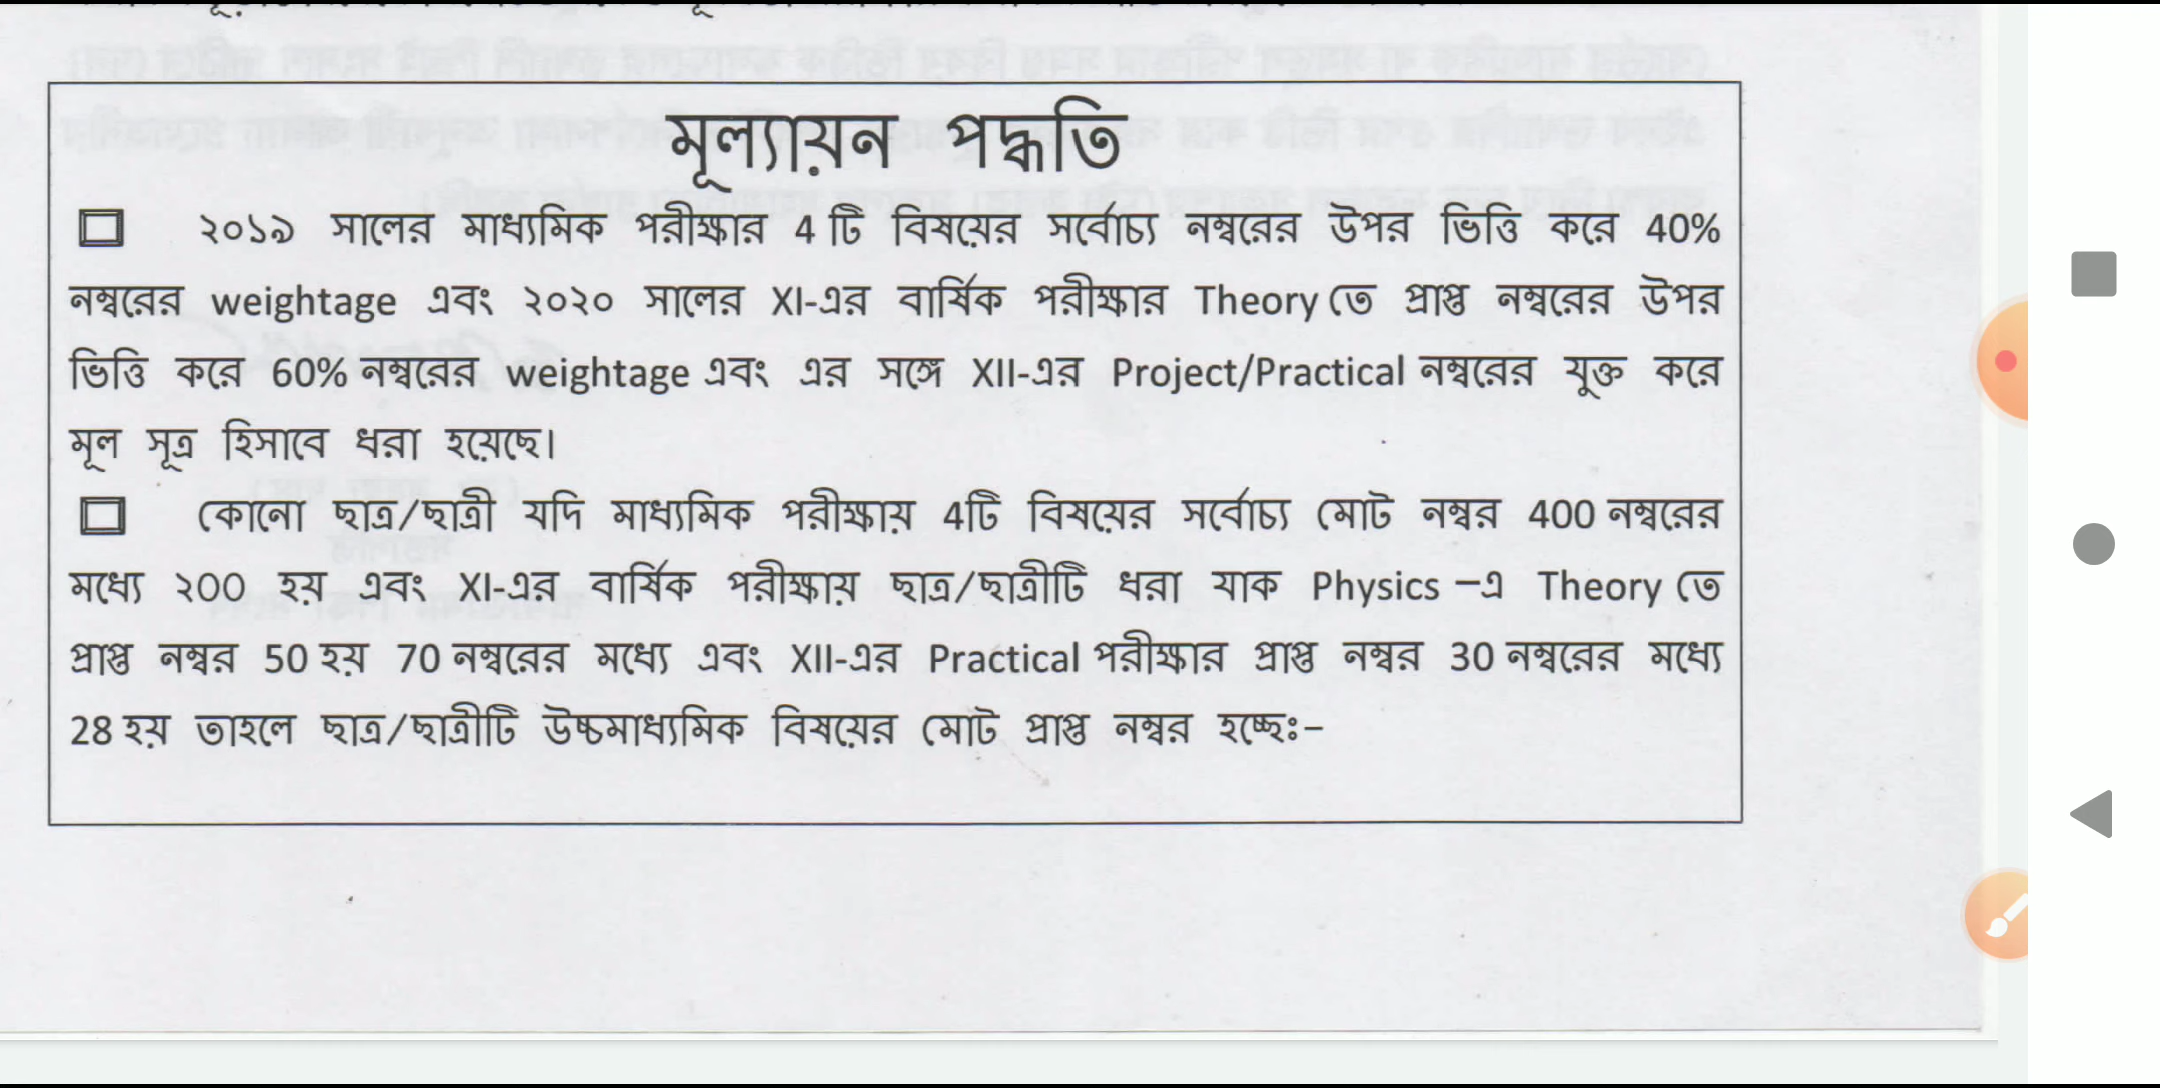 মূল্যায়ন পদ্ধতি
২০১৯ সালের মাধ্যমিক পরীক্ষার 4 টি বিষয়ের সর্বোচ্য নম্বরের উপর ভিত্তি করে 40%
নম্বরের weightage এবং ২০২০ সালের XI-এর বার্ষিক পরীক্ষার Theory তে প্রাপ্ত নম্বরের উপর
ভিত্তি করে 60% নম্বরের weightage এবং এর সঙ্গে XII-এর Project/Practical নম্বরের যুক্ত করে
মূল সূত্র হিসাবে ধরা হয়েছে।
কোনো ছাত্র/ছাত্রী যদি মাধ্যমিক পরীক্ষায় 4টি বিষয়ের সর্বোচ্য মোট নম্বর 400 নম্বরের
মধ্যে ২00 হয় এবং XI-এর বার্ষিক পরীক্ষায় ছাত্র/ছাত্রীটি ধরা যাক Physics –এ Theory তে
প্রাপ্ত নম্বর 50 হয় 70 নম্বরের মধ্যে এবং XII-এর Practical পরীক্ষার প্রাপ্ত নম্বর 30 নম্বরের মধ্যে
28 হয় তাহলে ছাত্র/ছাত্রীটি উচ্চমাধ্যমিক বিষয়ের মোট প্রাপ্ত নম্বর হচ্ছেঃ–